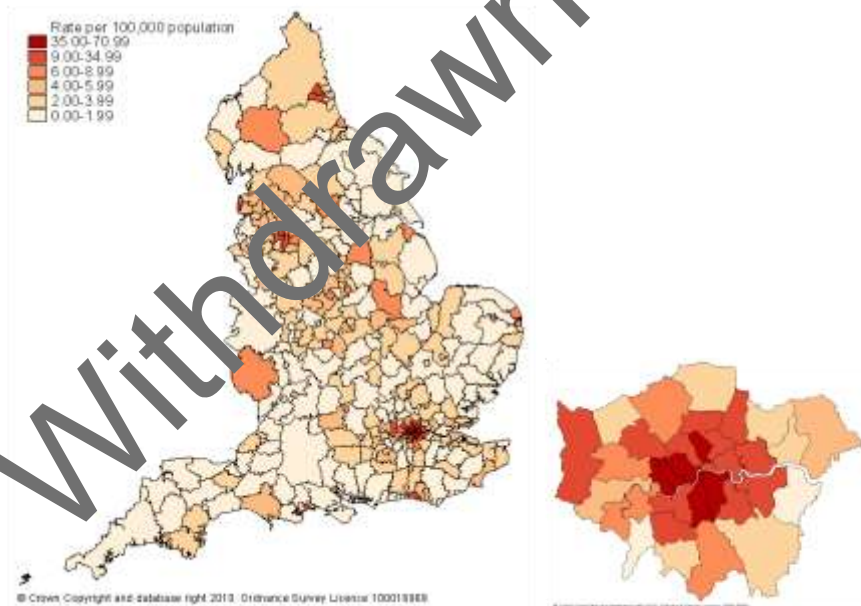 Rate per 100,000 population
35.00-70.99
9.00-34.99
6.00-8.99
4.00-5.99
2.00-3.99
0.00-1.99
Withdrawn
© Crown Copyright and database right 2013. Ordnance Survey Licence